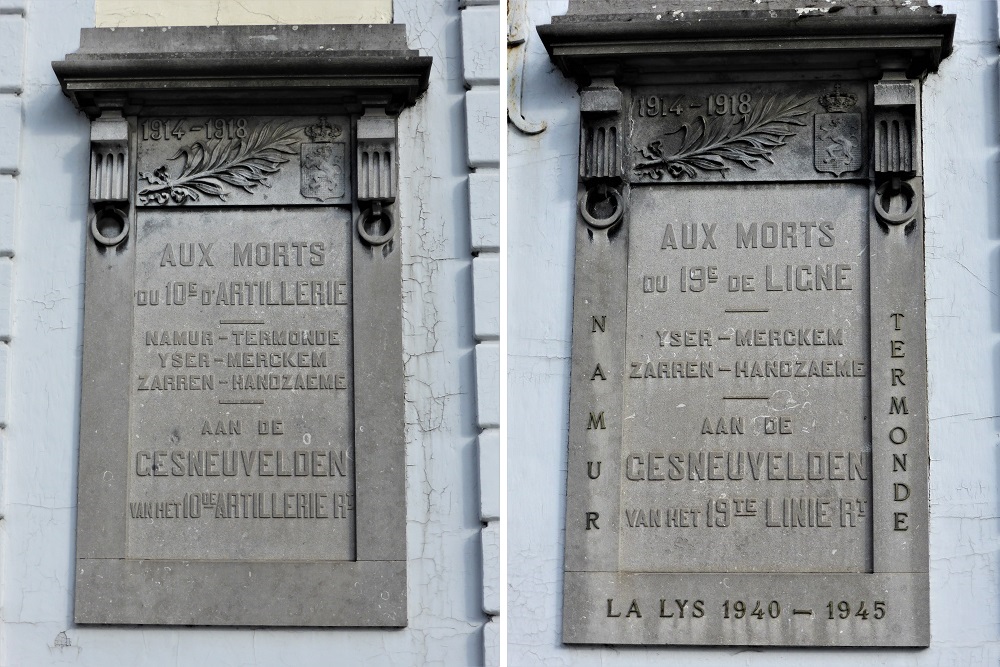 1914-1918
AUX MORTS
DU 10E D'ARTILLERIE
NAMUR-TERMONDE
YSER-MERCKEM
ZARREN-HANDZAEME
AAN DE
GESNEUVELDEN
VAN HET 10DE ARTILLERIE RT
1914-1918
AUX MORTS
DU 19E DE LIGNE
YSER-MERCKEM
ZARREN-HANDZAEME
AAN DE
GESNEUVELDEN
VAN HET 19TE LINIE RT
NAMUR
TERMONDE
LA LYS 1940 - 1945